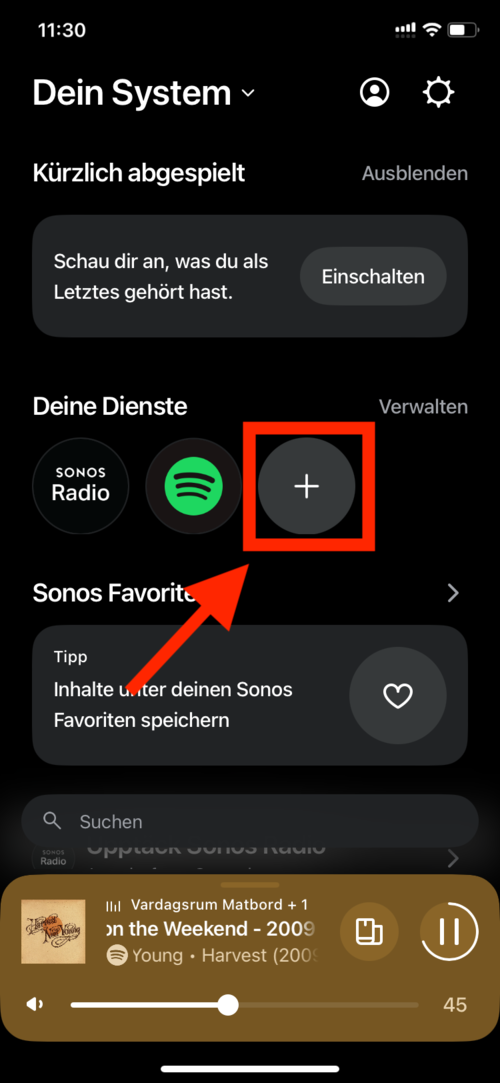 11:30
Dein System
Kürzlich abgespielt
Ausblenden
Schau dir an, was du als
Letztes gehört hast.
Einschalten
Deine Dienste
Verwalten
SONOS
Radio
Sonos Favorite
Tipp
Inhalte unter deinen Sonos
Favoriten speichern
Suchen
SONOS
Radio
Upptäck Sonos Radio
Vardagsrum Matbord + 1
on the Weekend - 2009
Young • Harvest (2009
45